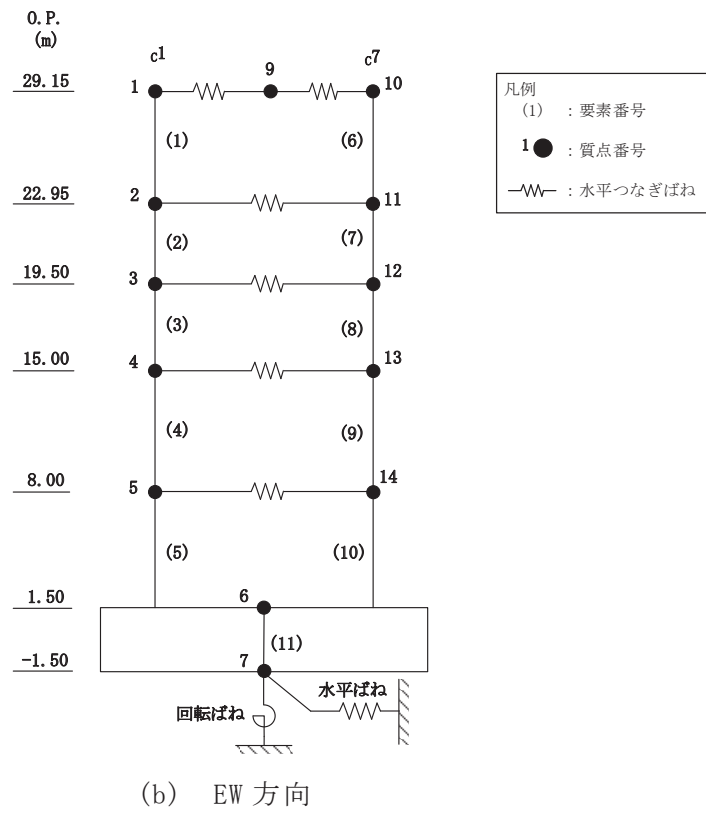 O.P.
(m)
c1
c7
29.15
1
9
10
(1)
(6)
22.95
2
11
(2)
(7)
19.50
3
12
(3)
(8)
15.00
4
13
(4)
(9)
8.00
5
14
(5)
(10)
1.50
6
(11)
-1.50
7
水平ばね
回転ばね
凡例
(1) : 要素番号
1 : 質点番号
: 水平つなぎばね
(b) EW 方向